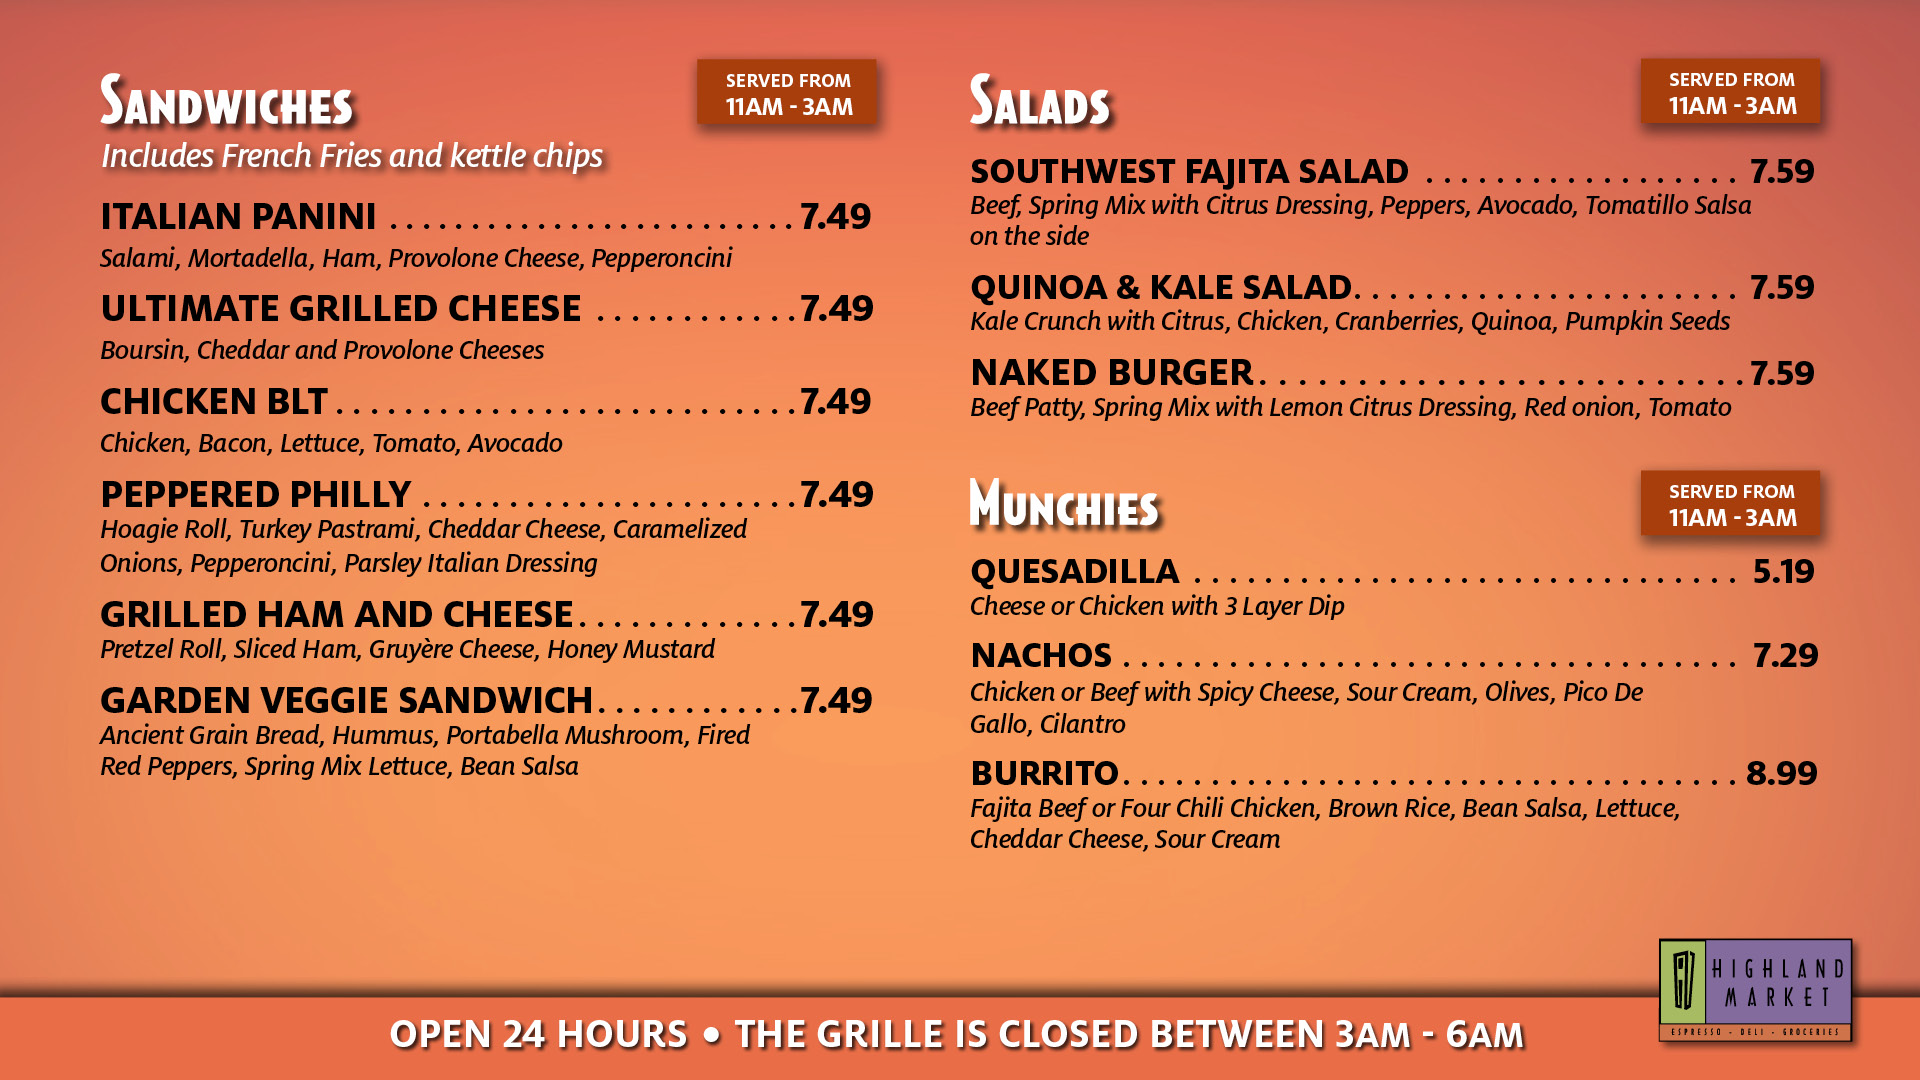 SANDWICHES
SERVED FROM
11AM - 3AM
Includes French Fries and kettle chips
ITALIAN PANINI . . . . . . . . . . . . . . . . . . . . . . . . 7.49
Salami, Mortadella, Ham, Provolone Cheese, Pepperoncini
ULTIMATE GRILLED CHEESE . . . . . . . . . . . . 7.49
Boursin, Cheddar and Provolone Cheeses
CHICKEN BLT . . . . . . . . . . . . . . . . . . . . . . . . . . . 7.49
Chicken, Bacon, Lettuce, Tomato, Avocado
PEPPERED PHILLY . . . . . . . . . . . . . . . . . . . . . . 7.49
Hoagie Roll, Turkey Pastrami, Cheddar Cheese, Caramelized
Onions, Pepperoncini, Parsley Italian Dressing
GRILLED HAM AND CHEESE . . . . . . . . . . . . . 7.49
Pretzel Roll, Sliced Ham, Gruyère Cheese, Honey Mustard
GARDEN VEGGIE SANDWICH . . . . . . . . . . . . 7.49
Ancient Grain Bread, Hummus, Portabella Mushroom, Fired
Red Peppers, Spring Mix Lettuce, Bean Salsa
SALADS
SERVED FROM
11AM - 3AM
SOUTHWEST FAJITA SALAD . . . . . . . . . . . . . . . . . . 7.59
Beef, Spring Mix with Citrus Dressing, Peppers, Avocado, Tomatillo Salsa
on the side
QUINOA & KALE SALAD . . . . . . . . . . . . . . . . . . . . . . 7.59
Kale Crunch with Citrus, Chicken, Cranberries, Quinoa, Pumpkin Seeds
NAKED BURGER . . . . . . . . . . . . . . . . . . . . . . . . . . 7.59
Beef Patty, Spring Mix with Lemon Citrus Dressing, Red onion, Tomato
MUNCHIES
SERVED FROM
11AM - 3AM
QUESADILLA . . . . . . . . . . . . . . . . . . . . . . . . . . . . . . . 5.19
Cheese or Chicken with 3 Layer Dip
NACHOS . . . . . . . . . . . . . . . . . . . . . . . . . . . . . . . . . . . 7.29
Chicken or Beef with Spicy Cheese, Sour Cream, Olives, Pico De
Gallo, Cilantro
BURRITO . . . . . . . . . . . . . . . . . . . . . . . . . . . . . . . . . . . 8.99
Fajita Beef or Four Chili Chicken, Brown Rice, Bean Salsa, Lettuce,
Cheddar Cheese, Sour Cream
HIGHLAND
MARKET
ESPRESSO - DELI - GROCERIES
OPEN 24 HOURS • THE GRILLE IS CLOSED BETWEEN 3AM - 6AM